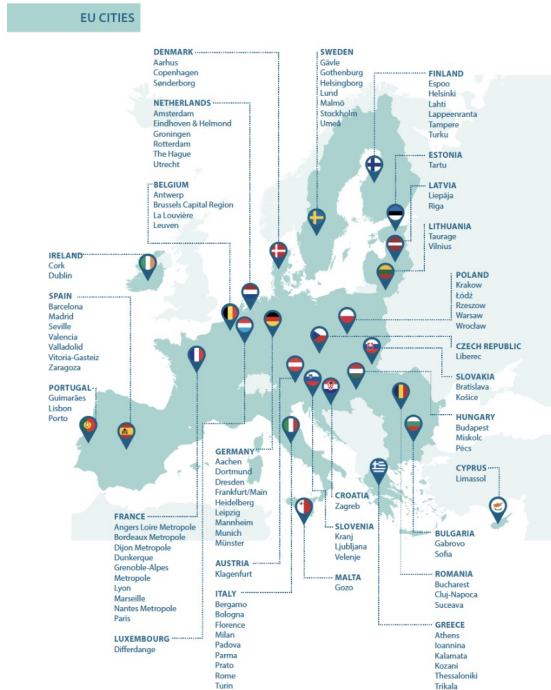 EU CITIES
DENMARK
Aarhus
Copenhagen
Sønderborg
NETHERLANDS
Amsterdam
Eindhoven & Helmond
Groningen
Rotterdam
The Hague
Utrecht
BELGIUM
Antwerp
Brussels Capital Region
La Louvière
Leuven
IRELAND
Cork
Dublin
SPAIN
Barcelona
Madrid
Seville
Valencia
Valladolid
Vitoria-Gasteiz
Zaragoza
PORTUGAL
Guimarães
Lisbon
Porto
SWEDEN
Gävle
Gothenburg
Helsingborg
Lund
Malmö
Stockholm
Umeå
FINLAND
Espoo
Helsinki
Lahti
Lappeenranta
Tampere
Turku
ESTONIA
Tartu
LATVIA
Liepāja
Riga
LITHUANIA
Taurage
Vilnius
POLAND
Krakow
Łódź
Rzeszow
Warsaw
Wrocław
CZECH REPUBLIC
Liberec
SLOVAKIA
Bratislava
Košice
HUNGARY
Budapest
Miskolc
Pécs
CYPRUS
Limassol
FRANCE
Angers Loire Metropole
Bordeaux Metropole
Dijon Metropole
Dunkerque
Grenoble-Alpes
Metropole
Lyon
Marseille
Nantes Metropole
Paris
LUXEMBOURG
Differdange
GERMANY
Aachen
Dortmund
Dresden
Frankfurt/Main
Heidelberg
Leipzig
Mannheim
Munich
Münster
AUSTRIA
Klagenfurt
ITALY
Bergamo
Bologna
Florence
Milan
Padova
Parma
Prato
Rome
Turin
CROATIA
Zagreb
SLOVENIA
Kranj
Ljubljana
Velenje
MALTA
Gozo
BULGARIA
Gabrovo
Sofia
ROMANIA
Bucharest
Cluj-Napoca
Suceava
GREECE
Athens
Ioannina
Kalamata
Kozani
Thessaloniki
Trikala